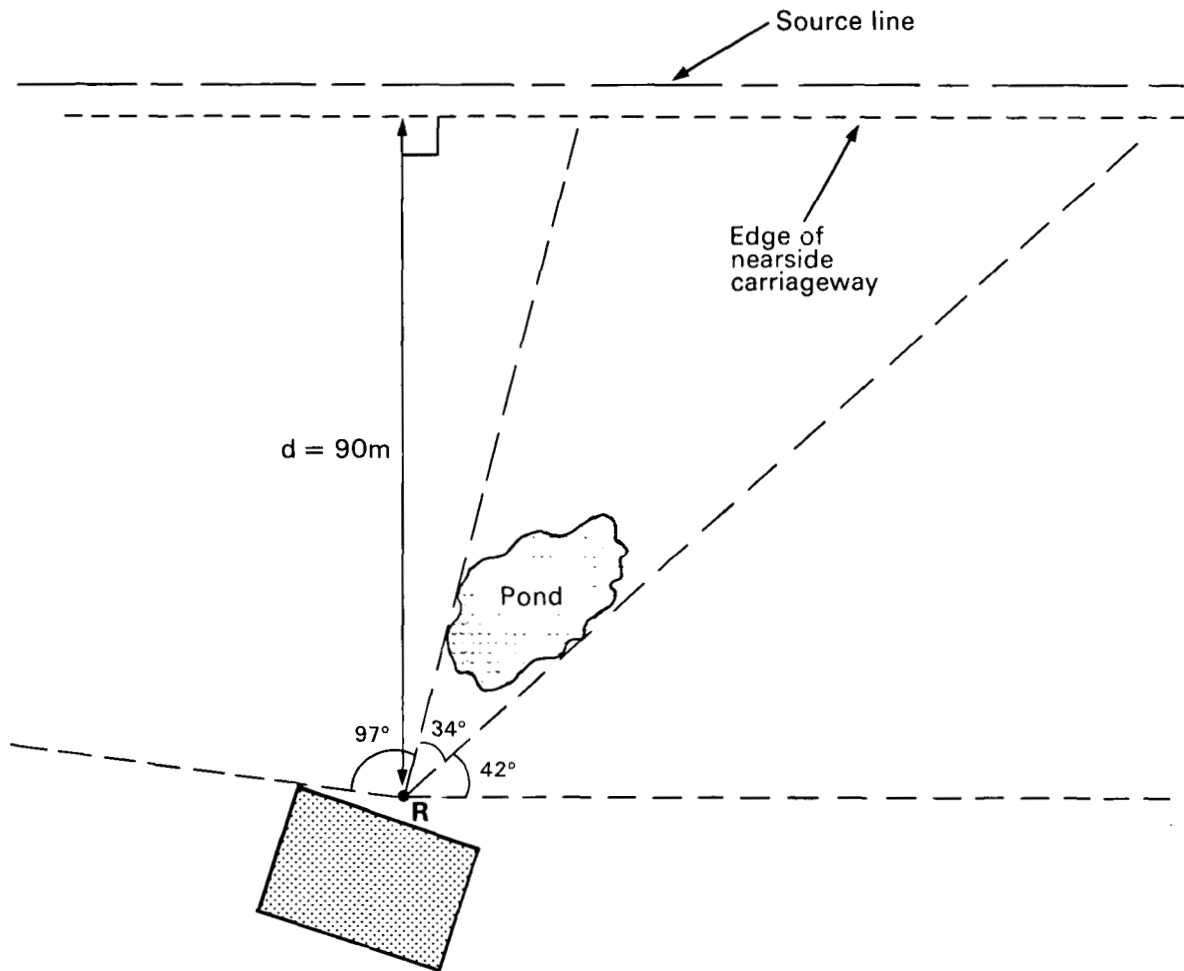 Source line
Edge of
nearside
carriageway
d = 90m
Pond
97°
34°
42°
R